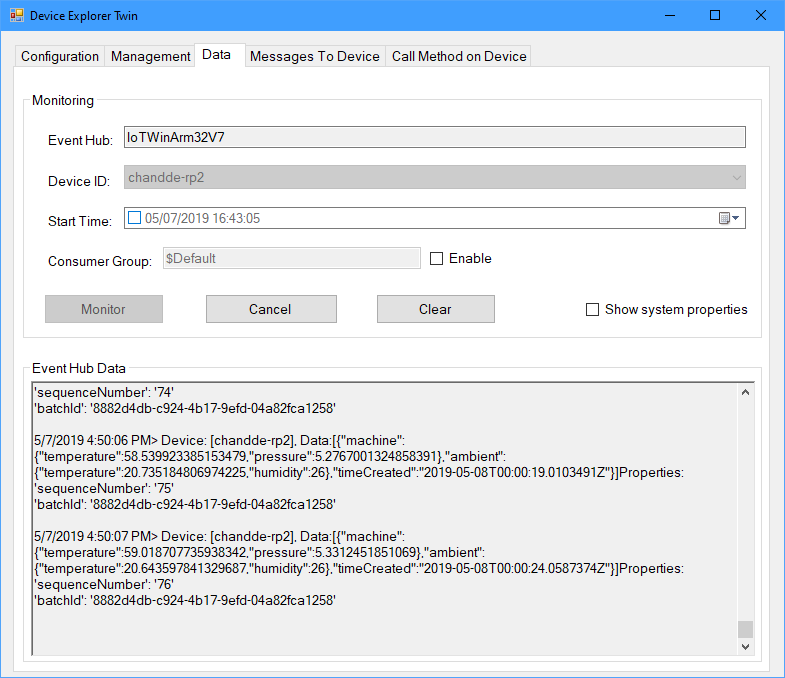 Device Explorer Twin
Configuration Management Data Messages To Device Call Method on Device
Monitoring
Event Hub: IoTWinArm32V7
Device ID: chandde-rp2
Start Time: 05/07/2019 16:43:05
Consumer Group: $Default Enable
Monitor Cancel Clear Show system properties
Event Hub Data
'sequenceNumber': '74'
'batchId': '8882d4db-c924-4b17-9efd-04a82fca1258'
5/7/2019 4:50:06 PM> Device: [chandde-rp2], Data:[{"machine":
{"temperature":58.539923385153479,"pressure":5.2767001324858391},"ambient":
{"temperature":20.735184806974225,"humidity":26},"timeCreated":"2019-05-08T00:00:19.0103491Z"}]Properties:
'sequenceNumber': '75'
'batchId': '8882d4db-c924-4b17-9efd-04a82fca1258'
5/7/2019 4:50:07 PM> Device: [chandde-rp2], Data:[{"machine":
{"temperature":59.018707735938342,"pressure":5.3312451851069},"ambient":
{"temperature":20.643597841329687,"humidity":26},"timeCreated":"2019-05-08T00:00:24.0587374Z"}]Properties:
'sequenceNumber': '76'
'batchId': '8882d4db-c924-4b17-9efd-04a82fca1258'